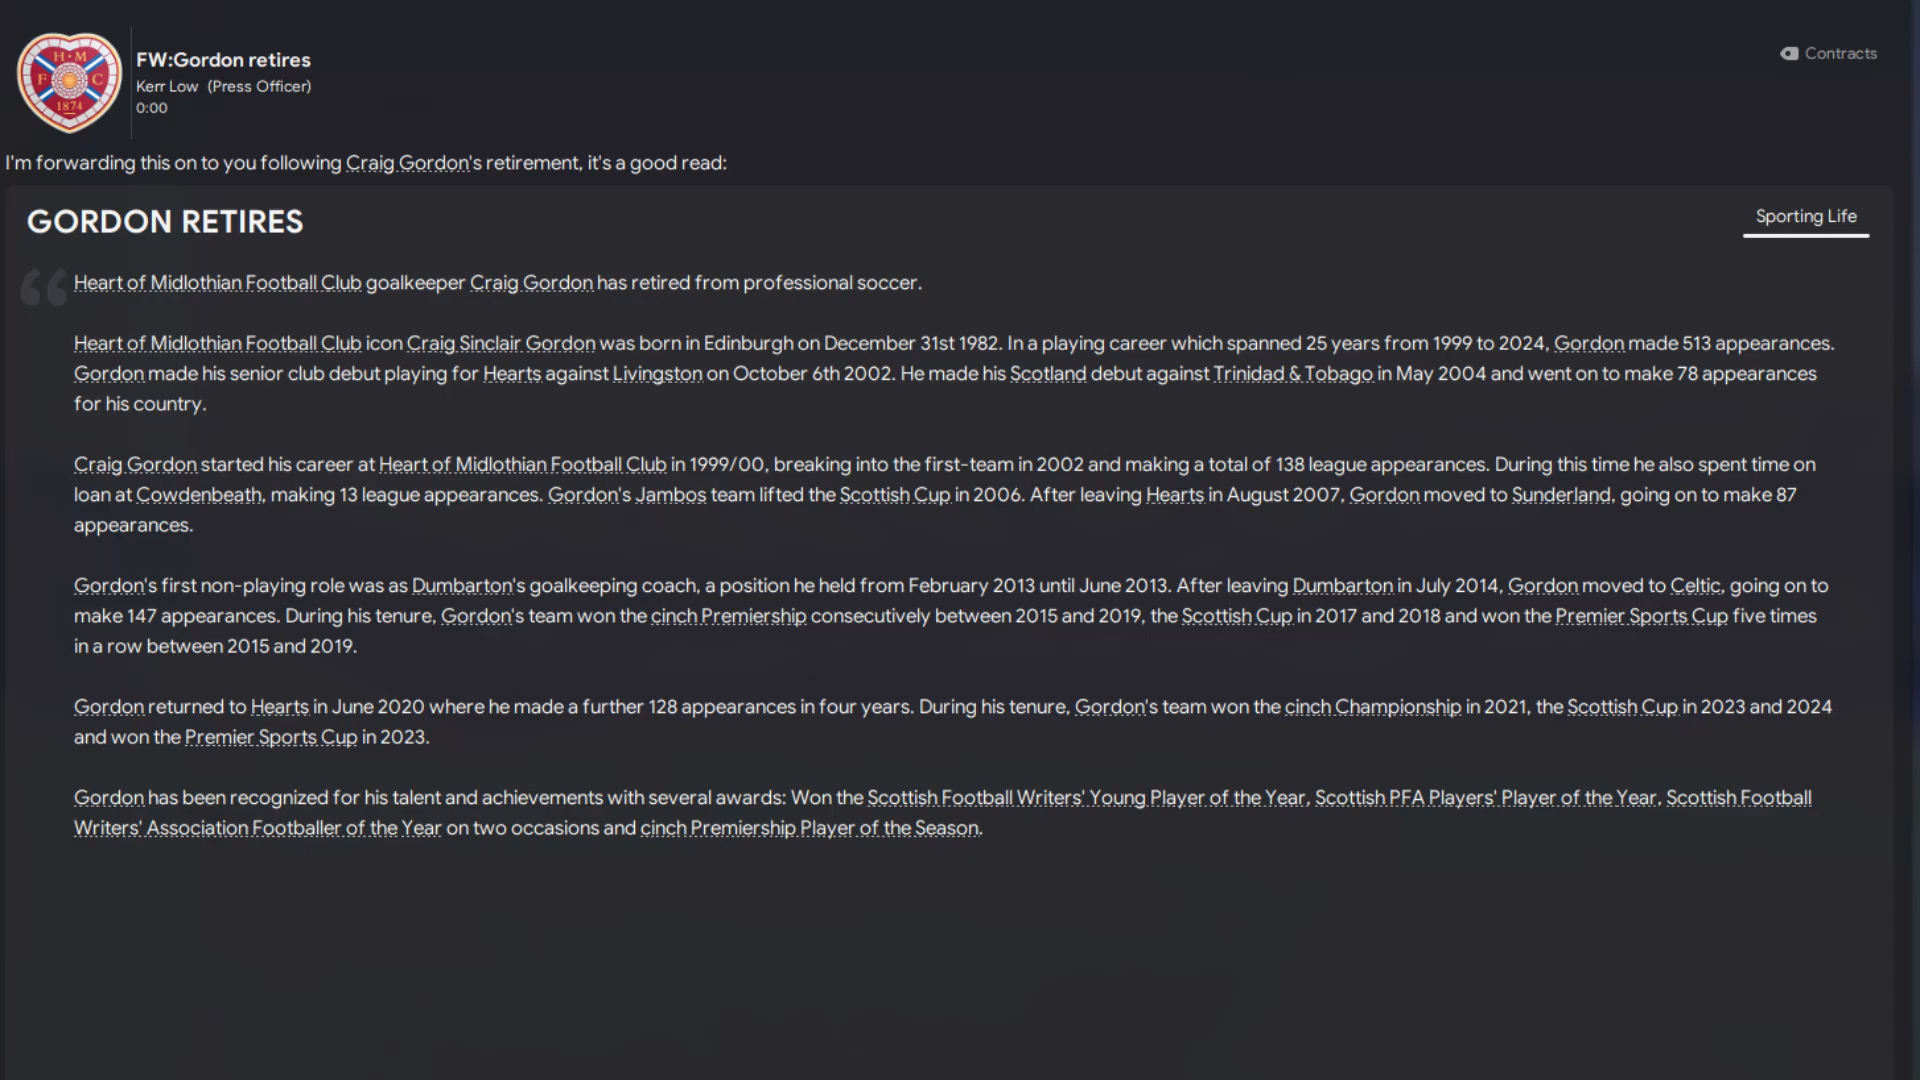 H·M
F C
1874
FW:Gordon retires
Kerr Low (Press Officer)
0:00
Contracts
I'm forwarding this on to you following Craig Gordon's retirement, it's a good read:
GORDON RETIRES
Sporting Life
Heart of Midlothian Football Club goalkeeper Craig Gordon has retired from professional soccer.
Heart of Midlothian Football Club icon Craig Sinclair Gordon was born in Edinburgh on December 31st 1982. In a playing career which spanned 25 years from 1999 to 2024, Gordon made 513 appearances.
Gordon made his senior club debut playing for Hearts against Livingston on October 6th 2002. He made his Scotland debut against Trinidad & Tobago in May 2004 and went on to make 78 appearances
for his country.
Craig Gordon started his career at Heart of Midlothian Football Club in 1999/00, breaking into the first-team in 2002 and making a total of 138 league appearances. During this time he also spent time on
loan at Cowdenbeath, making 13 league appearances. Gordon's Jambos team lifted the Scottish Cup in 2006. After leaving Hearts in August 2007, Gordon moved to Sunderland, going on to make 87
appearances.
Gordon's first non-playing role was as Dumbarton's goalkeeping coach, a position he held from February 2013 until June 2013. After leaving Dumbarton in July 2014, Gordon moved to Celtic, going on to
make 147 appearances. During his tenure, Gordon's team won the cinch Premiership consecutively between 2015 and 2019, the Scottish Cup in 2017 and 2018 and won the Premier Sports Cup five times
in a row between 2015 and 2019.
Gordon returned to Hearts in June 2020 where he made a further 128 appearances in four years. During his tenure, Gordon's team won the cinch Championship in 2021, the Scottish Cup in 2023 and 2024
and won the Premier Sports Cup in 2023.
Gordon has been recognized for his talent and achievements with several awards: Won the Scottish Football Writers' Young Player of the Year, Scottish PFA Players' Player of the Year, Scottish Football
Writers' Association Footballer of the Year on two occasions and cinch Premiership Player of the Season.